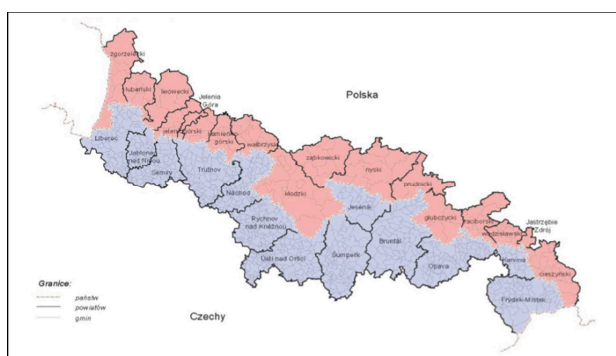 zgorzelecki
lubański
lwówecki
Jelenia
Góra
Polska
jeleniogórski
kamienno-
górski
wałbrzyski
Liberec
Jablonec
nad Nisou
Semily
Trutnov
Náchod
ząbkowicki
nyski
prudnicki
kłodzki
Jeseník
głubczycki
raciborski
Jastrzębie
Zdrój
wodzisławski
Rychnov
nad Kněžnou
Bruntál
Ústí nad Orlicí
Šumperk
Opava
Karviná
cieszyński
Frýdek-Místek
Granice:
państw
powiatów
gmin
Czechy